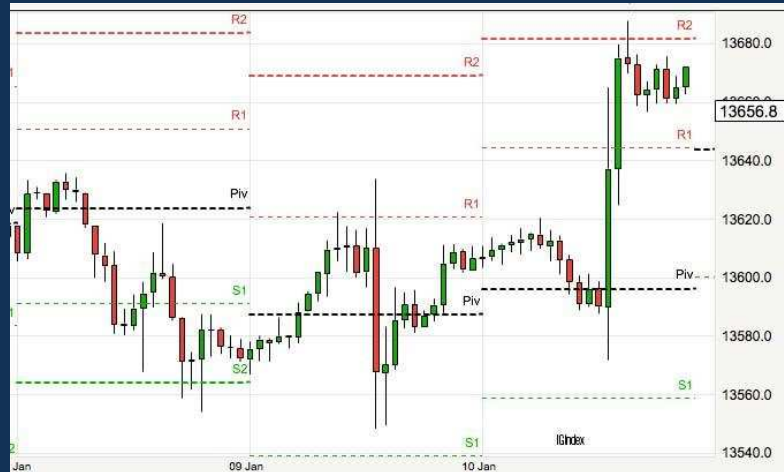 R2
R2
R2
13680.0
13656.8
R1
R1
13640.0
Piv
R1
13620.0
Piv
13600.0
S1
Piv
13580.0
S2
S1
13560.0
IGIndex
S1
13540.0
Jan
09 Jan
10 Jan